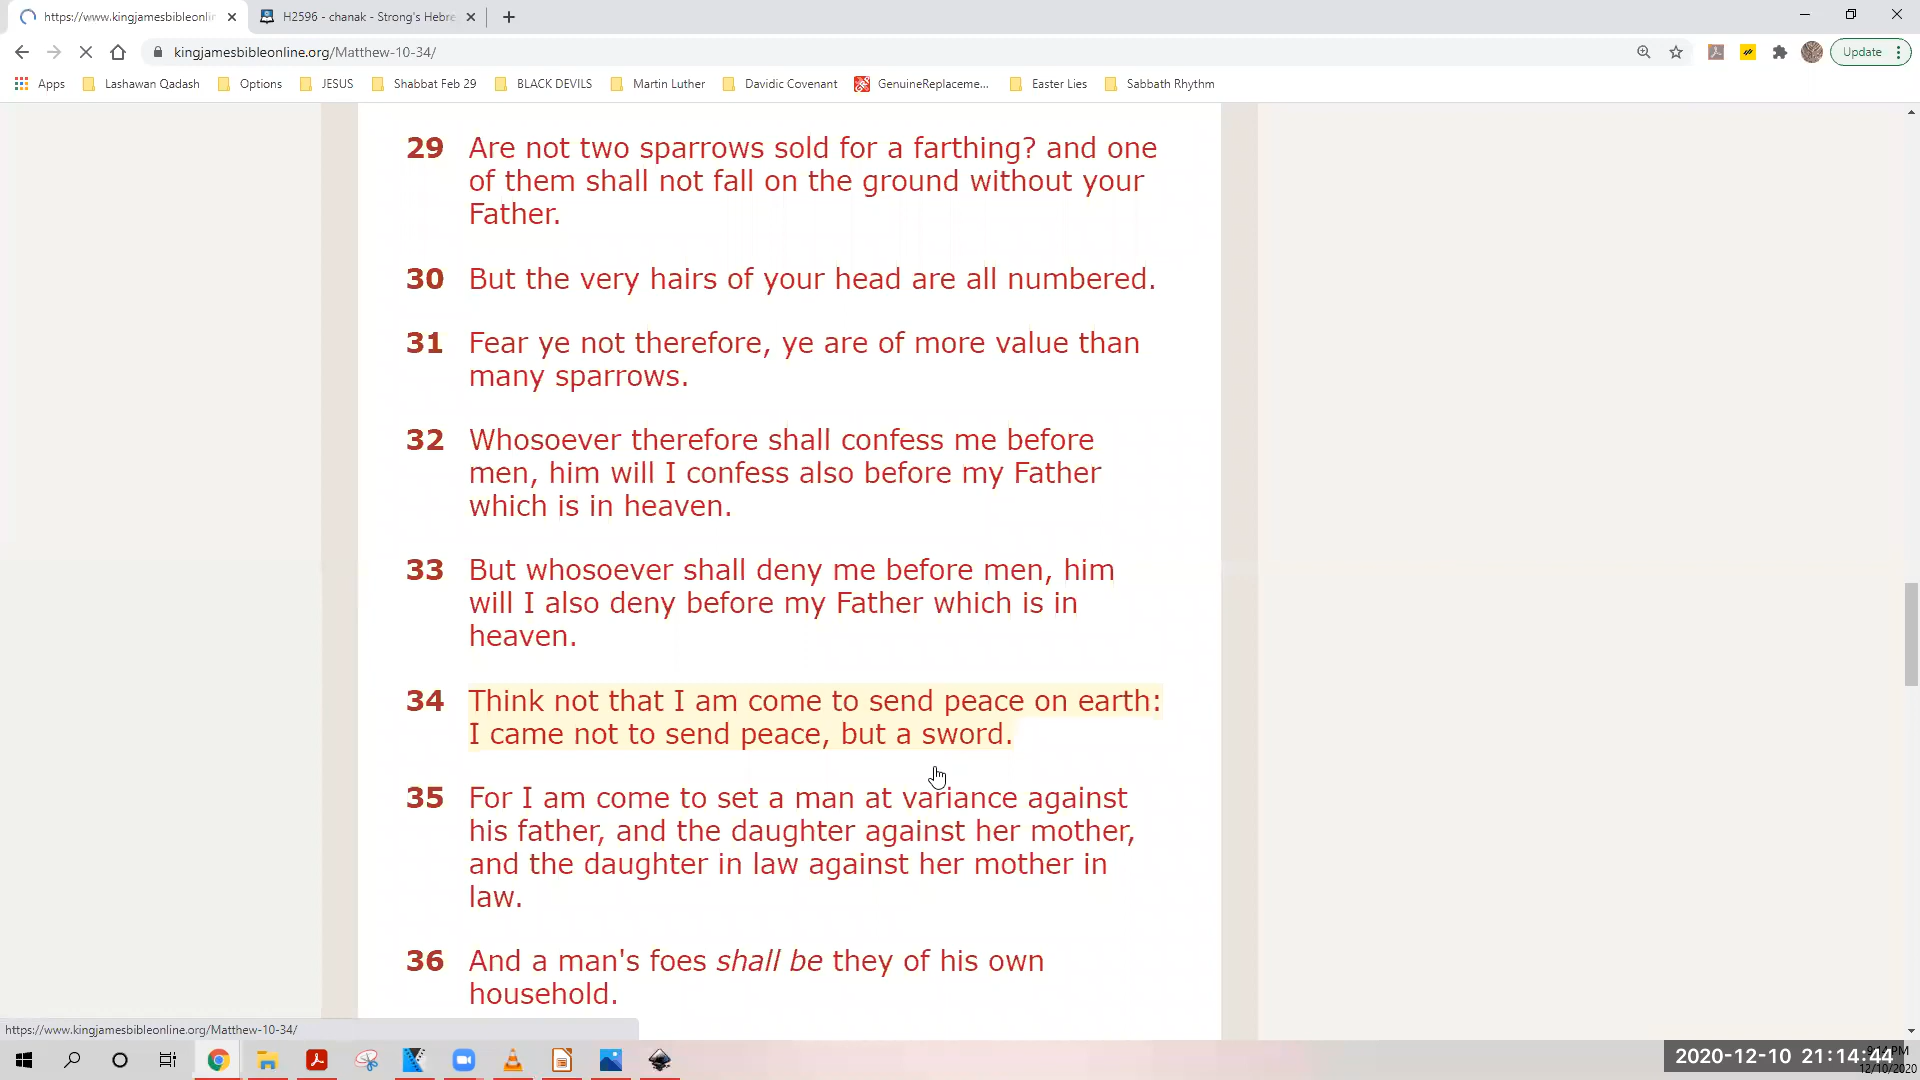 https://www.kingjamesbibleonli
H2596 - chanak - Strong's Hebre
kingjamesbibleonline.org/Matthew-10-34/
Update
Apps
Lashawan Qadash
Options
JESUS
Shabbat Feb 29
BLACK DEVILS
Martin Luther
Davidic Covenant
GenuineReplaceme...
Easter Lies
Sabbath Rhythm
29 Are not two sparrows sold for a farthing? and one
of them shall not fall on the ground without your
Father.
30 But the very hairs of your head are all numbered.
31 Fear ye not therefore, ye are of more value than
many sparrows.
32 Whosoever therefore shall confess me before
men, him will I confess also before my Father
which is in heaven.
33 But whosoever shall deny me before men, him
will I also deny before my Father which is in
heaven.
34 Think not that I am come to send peace on earth:
I came not to send peace, but a sword.
35 For I am come to set a man at variance against
his father, and the daughter against her mother,
and the daughter in law against her mother in
law.
36 And a man's foes shall be they of his own
household.
https://www.kingjamesbibleonline.org/Matthew-10-34/
2020-12-10 21:14:44
12/10/2020